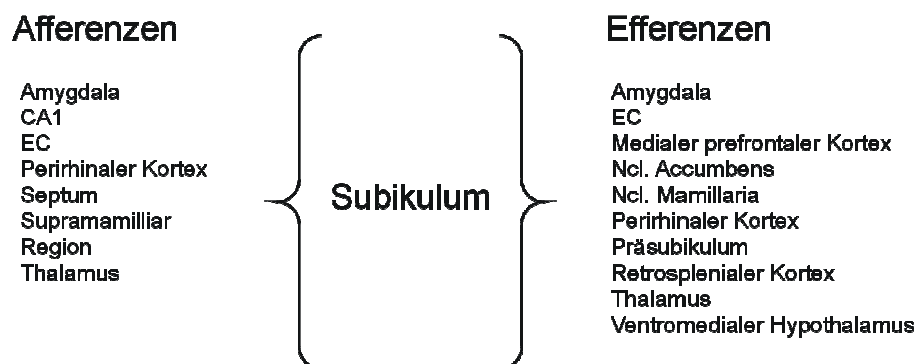 Afferenzen
Amygdala
CA1
EC
Perirhinaler Kortex
Septum
Supramamilliar
Region
Thalamus
Subikulum
Efferenzen
Amygdala
EC
Medialer prefrontaler Kortex
Ncl. Accumbens
Ncl. Mamillaria
Perirhinaler Kortex
Präsubikulum
Retrosplenialer Kortex
Thalamus
Ventromedialer Hypothalamus